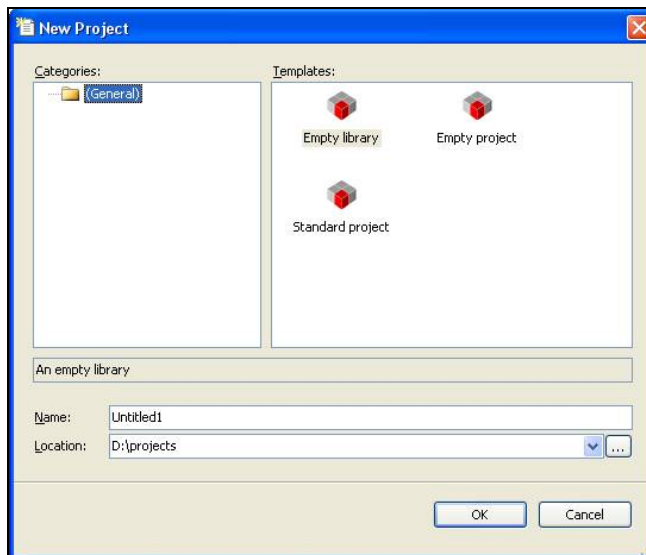 New Project
Categories:
Templates:
(General)
Empty library
Empty project
Standard project
An empty library
Name:
Untitled1
Location:
D:\projects
...
OK
Cancel